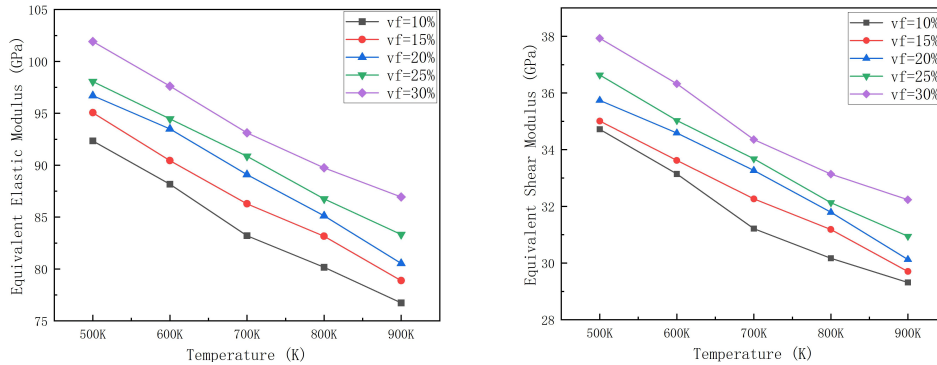 105
100
95
90
85
80
75
Equivalent Elastic Modulus (GPa)
vf=10%
vf=15%
vf=20%
vf=25%
vf=30%
500K 600K 700K 800K 900K
Temperature (K)
38
36
34
32
30
28
Equivalent Shear Modulus (GPa)
vf=10%
vf=15%
vf=20%
vf=25%
vf=30%
500K 600K 700K 800K 900K
Temperature (K)